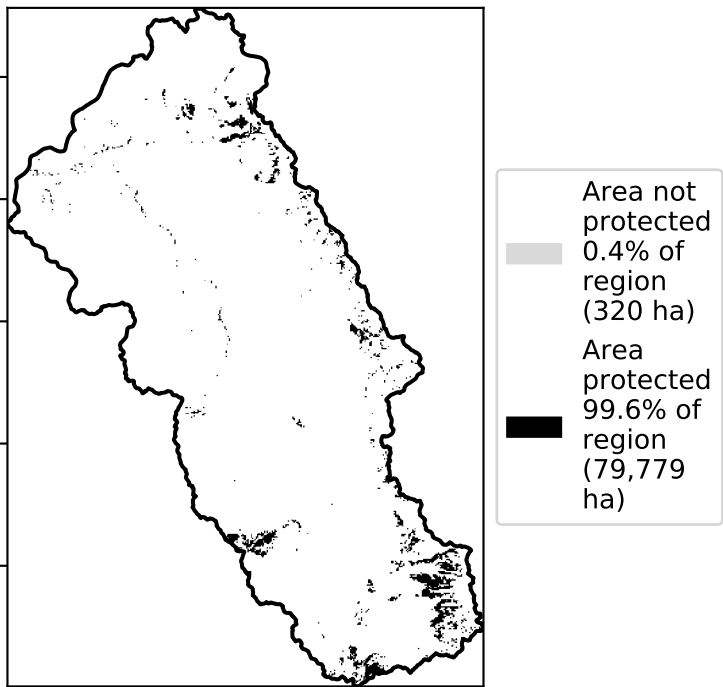 Area not
protected
0.4% of
region
(320 ha)
Area
protected
99.6% of
region
(79,779
ha)